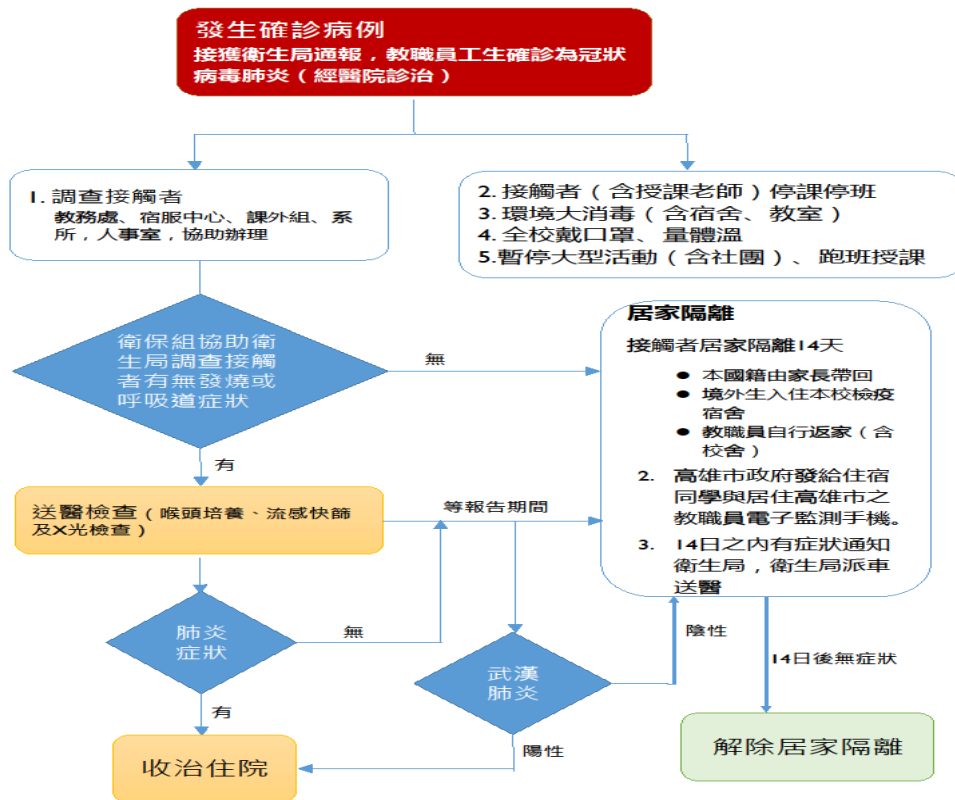 發生確診病例
接獲衛生局通報，教職員工生確診為冠狀
病毒肺炎（經醫院診治）
1. 調查接觸者
教務處、宿服中心、課外組、系
所，人事室，協助辦理
2. 接觸者（含授課老師）停課停班
3. 環境大消毒（含宿舍、教室）
4. 全校戴口罩、量體溫
5.暫停大型活動（含社團）、跑班授課
衛保組協助衛
生局調查接觸
者有無發燒或
呼吸道症狀
無
有
居家隔離
接觸者居家隔離14天
● 本國籍由家長帶回
● 境外生入住本校檢疫
宿舍
● 教職員自行返家（含
校舍）
2. 高雄市政府發給住宿
同學與居住高雄市之
教職員電子監測手機。
3. 14日之內有症狀通知
衛生局，衛生局派車
送醫
送醫檢查（喉頭培養、流感快篩
及X光檢查）
等報告期間
肺炎
症狀
無
有
武漢
肺炎
陰性
陽性
14日後無症狀
收治住院
解除居家隔離